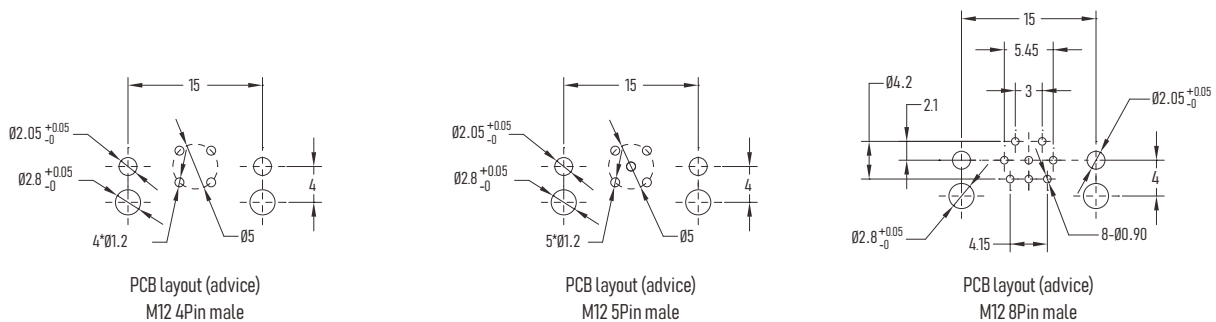 15
Ø2.05 +0.05 -0
Ø2.8 +0.05 -0
4
4*Ø1.2
Ø5
PCB layout (advice)
M12 4Pin male
15
Ø2.05 +0.05 -0
Ø2.8 +0.05 -0
4
5*Ø1.2
Ø5
PCB layout (advice)
M12 5Pin male
15
5.45
Ø4.2
3
2.1
Ø2.05 +0.05 -0
4
Ø2.8 +0.05 -0
4.15
8-Ø0.90
PCB layout (advice)
M12 8Pin male